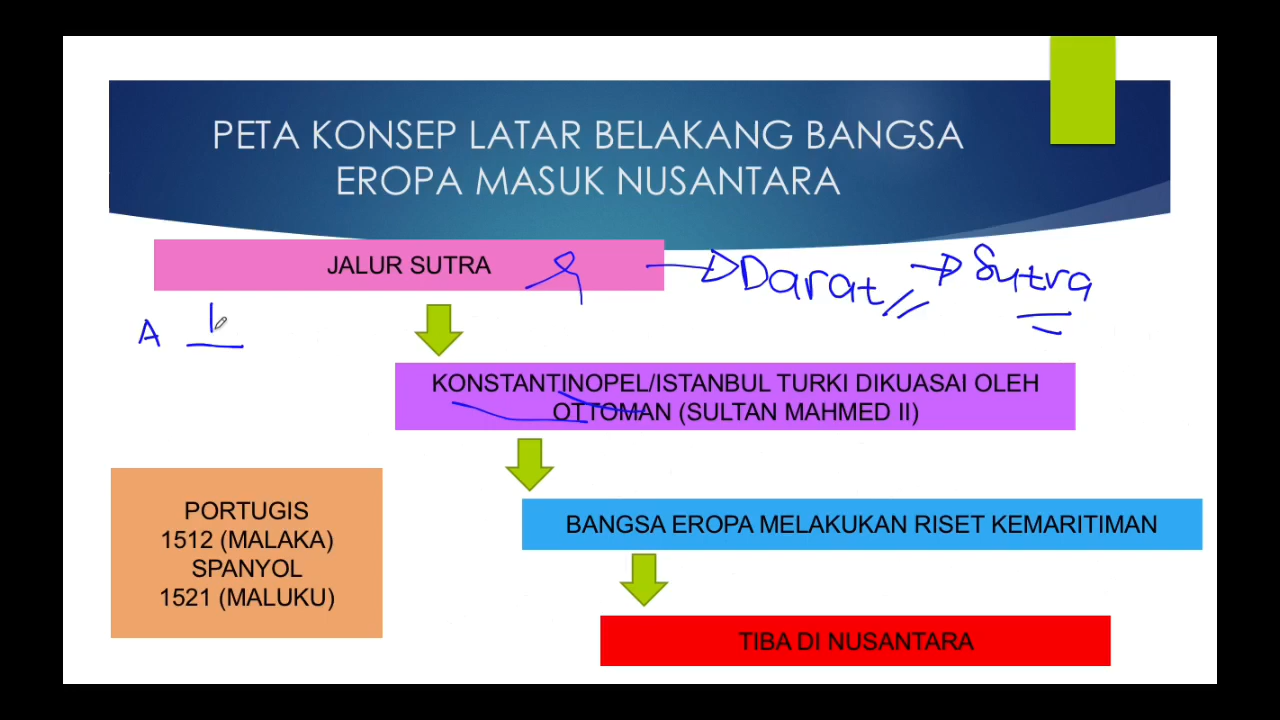 PETA KONSEP LATAR BELAKANG BANGSA
EROPA MASUK NUSANTARA
JALUR SUTRA
Darat
Sutra
A
KONSTANTINOPEL/ISTANBUL TURKI DIKUASAI OLEH
OTTOMAN (SULTAN MAHMED II)
PORTUGIS
1512 (MALAKA)
SPANYOL
1521 (MALUKU)
BANGSA EROPA MELAKUKAN RISET KEMARITIMAN
TIBA DI NUSANTARA